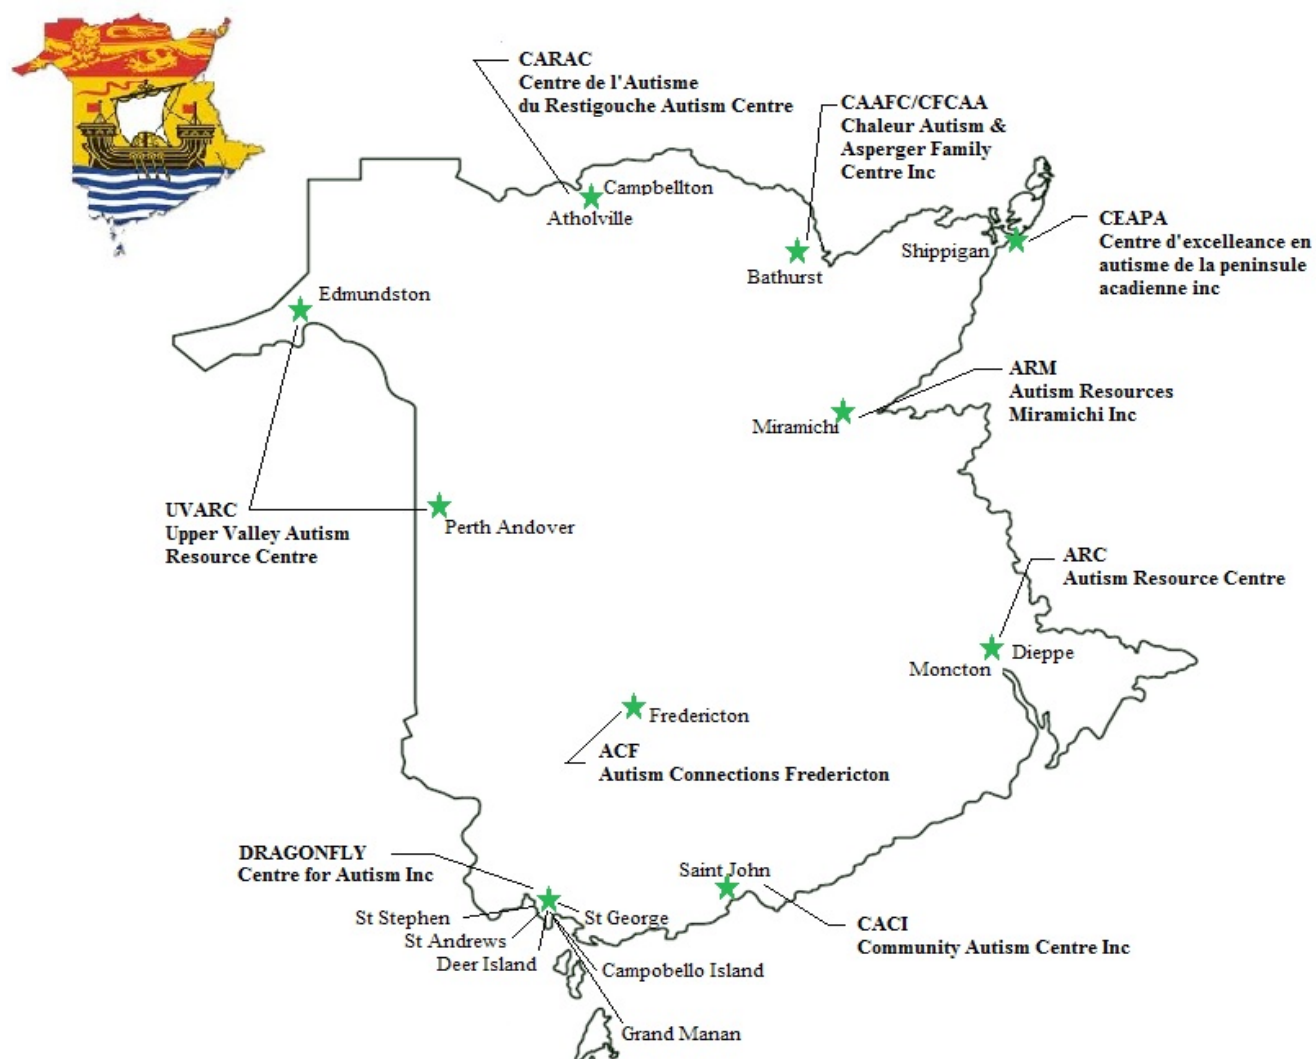 CARAC
Centre de l'Autisme
du Restigouche Autism Centre
CAAFC/CFCAA
Chaleur Autism &
Asperger Family
Centre Inc
Campbellton
Atholville
Bathurst
Shippigan
CEAPA
Centre d'excelleance en
autisme de la peninsule
acadienne inc
Edmundston
ARM
Autism Resources
Miramichi Inc
Miramichi
UVARC
Upper Valley Autism
Resource Centre
Perth Andover
ARC
Autism Resource Centre
Dieppe
Moncton
Fredericton
ACF
Autism Connections Fredericton
DRAGONFLY
Centre for Autism Inc
Saint John
St Stephen
St George
St Andrews
Deer Island
Campobello Island
Grand Manan
CACI
Community Autism Centre Inc